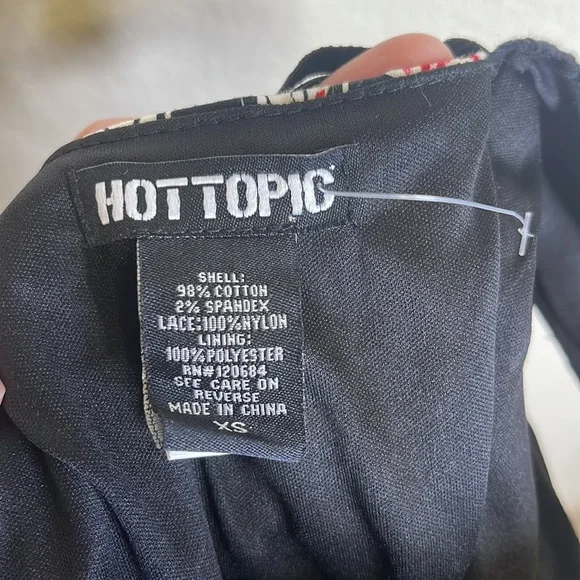 HOTTOPIC
SHELL:
98% COTTON
2% SPANDEX
LACE:100%NYLON
LINING:
100%POLYESTER
RN#120684
SEE CARE ON
REVERSE
MADE IN CHINA
XS